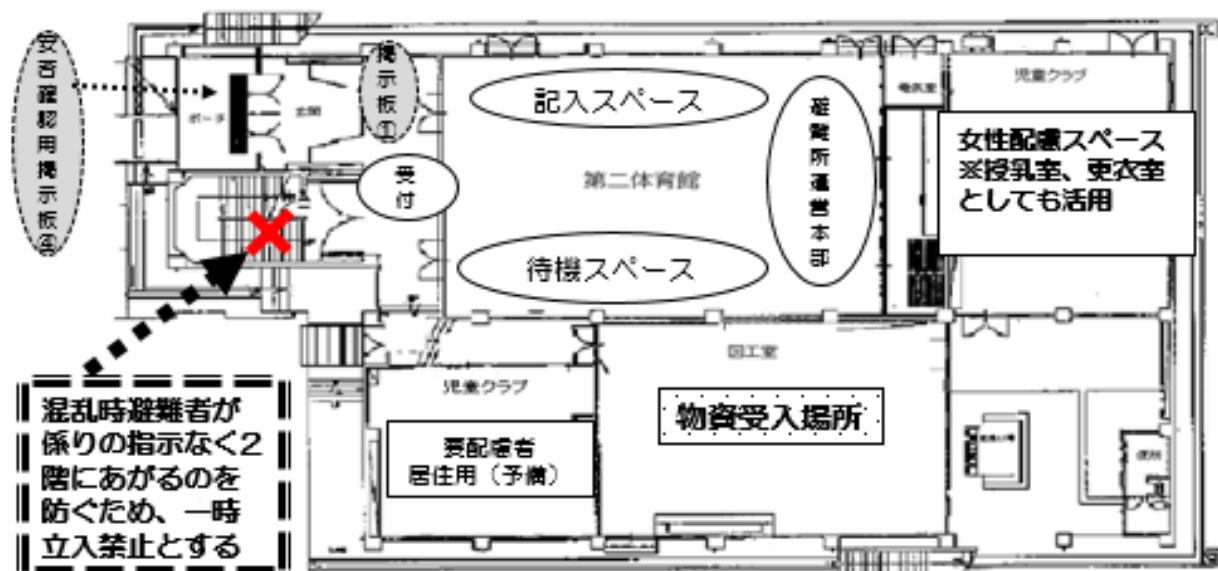 安否確認用掲示板④
ポーチ
玄関
掲示板①
受付
記入スペース
第二体育館
待機スペース
避難所運営本部
電気室
児童クラブ
女性配慮スペース
※授乳室、更衣室
としても活用
混乱時避難者が
係りの指示なく2
階にあがるのを
防ぐため、一時
立入禁止とする
児童クラブ
要配慮者
居住用（予備）
図工室
物資受入場所
便所